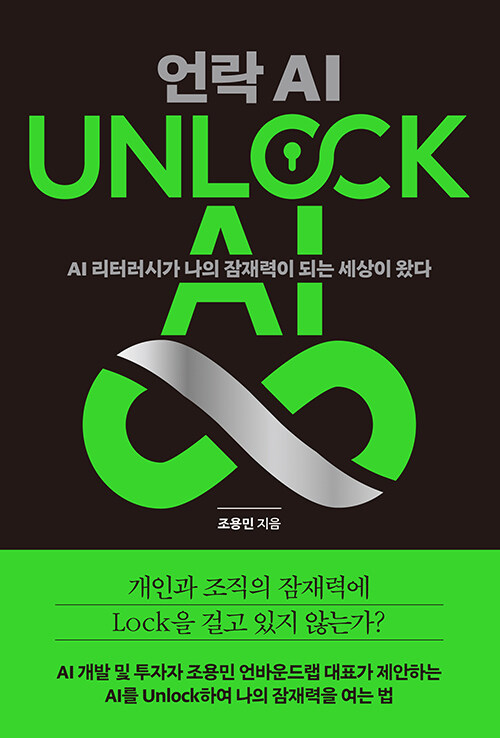 언락 AI
UNLOCK
AI
AI 리터러시가 나의 잠재력이 되는 세상이 왔다
조용민 지음
개인과 조직의 잠재력에
Lock을 걸고 있지 않는가?
AI 개발 및 투자자 조용민 언바운드랩 대표가 제안하는
AI를 Unlock하여 나의 잠재력을 여는 법